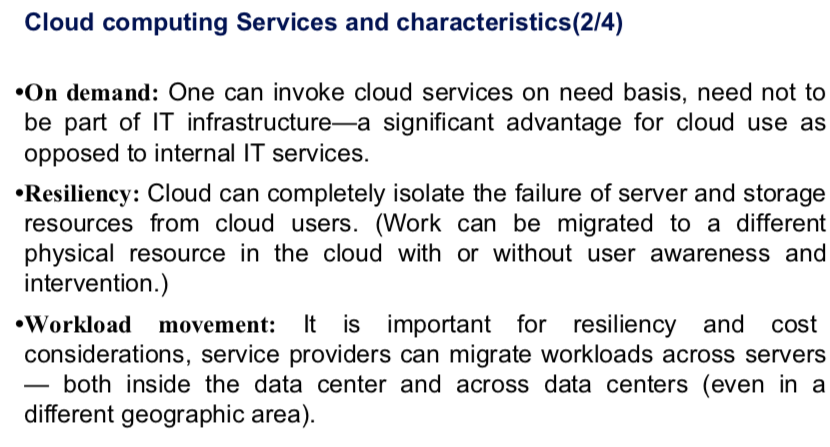 Cloud computing Services and characteristics(2/4)
•On demand: One can invoke cloud services on need basis, need not to
be part of IT infrastructure—a significant advantage for cloud use as
opposed to internal IT services.
•Resiliency: Cloud can completely isolate the failure of server and storage
resources from cloud users. (Work can be migrated to a different
physical resource in the cloud with or without user awareness and
intervention.)
•Workload movement: It is important for resiliency and cost
considerations, service providers can migrate workloads across servers
— both inside the data center and across data centers (even in a
different geographic area).